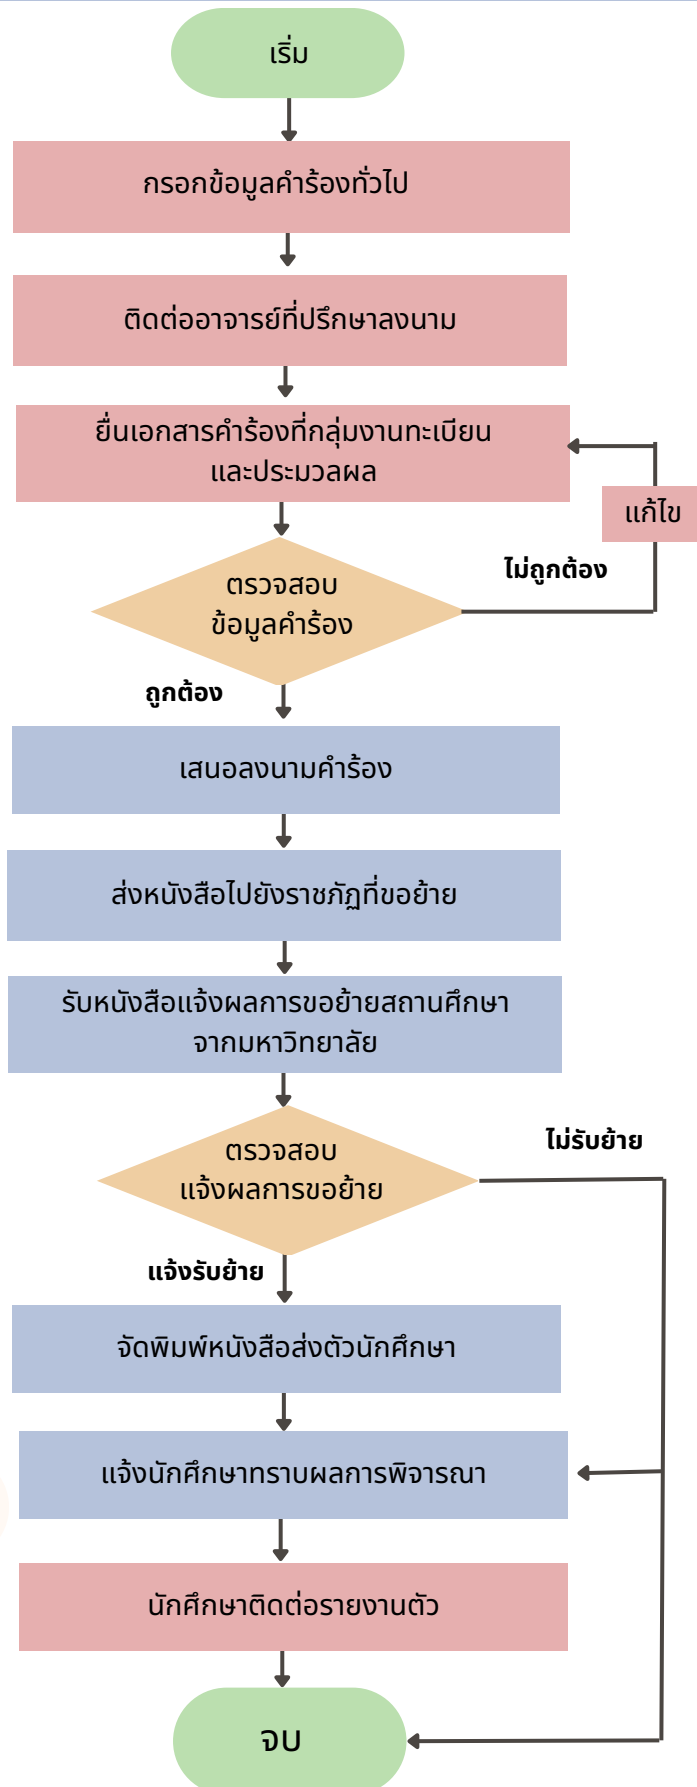 เริ่ม
กรอกข้อมูลคำร้องทั่วไป
ติดต่ออาจารย์ที่ปรึกษาลงนาม
ยื่นเอกสารคำร้องที่กลุ่มงานทะเบียน
และประมวลผล
แก้ไข
ไม่ถูกต้อง
ตรวจสอบ
ข้อมูลคำร้อง
ถูกต้อง
เสนอลงนามคำร้อง
ส่งหนังสือไปยังราชภัฏที่ขอย้าย
รับหนังสือแจ้งผลการขอย้ายสถานศึกษา
จากมหาวิทยาลัย
ไม่รับย้าย
ตรวจสอบ
แจ้งผลการขอย้าย
แจ้งรับย้าย
จัดพิมพ์หนังสือส่งตัวนักศึกษา
แจ้งนักศึกษาทราบผลการพิจารณา
นักศึกษาติดต่อรายงานตัว
จบ